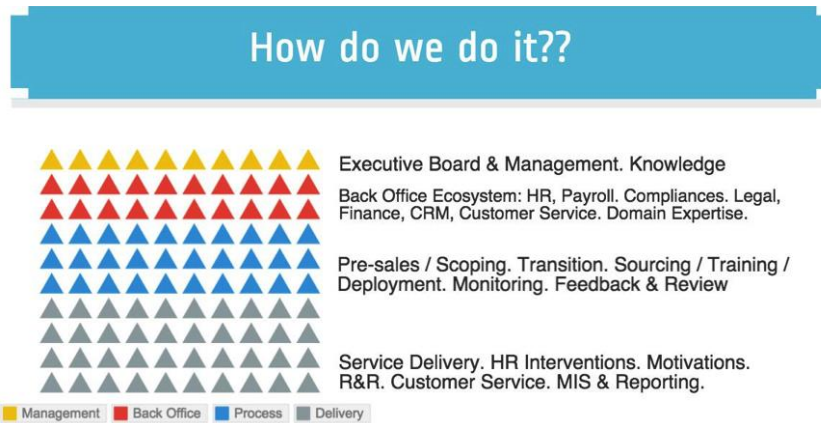 How do we do it??
Executive Board & Management. Knowledge
Back Office Ecosystem: HR, Payroll. Compliances. Legal,
Finance, CRM, Customer Service. Domain Expertise.
Pre-sales / Scoping. Transition. Sourcing / Training /
Deployment. Monitoring. Feedback & Review
Service Delivery. HR Interventions. Motivations.
R&R. Customer Service. MIS & Reporting.
Management Back Office Process Delivery